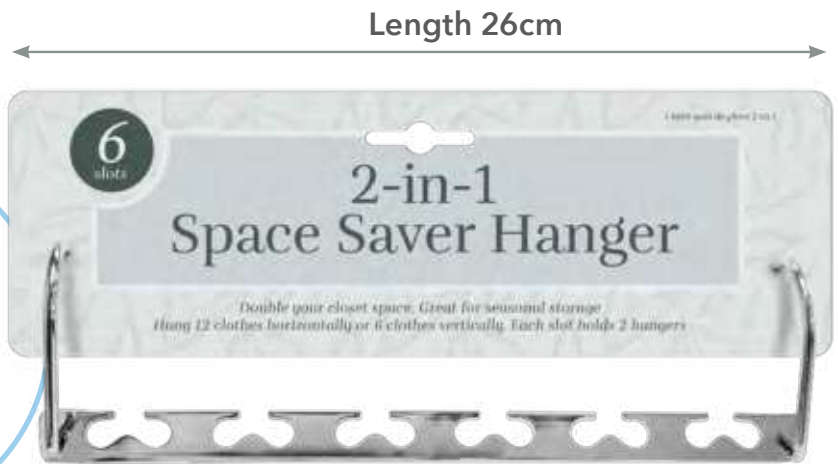 Length 26cm
6
slots
2-in-1
Space Saver Hanger
Double your closet space. Great for seasonal storage
Hang 12 clothes horizontally or 6 clothes vertically. Each slot holds 2 hangers